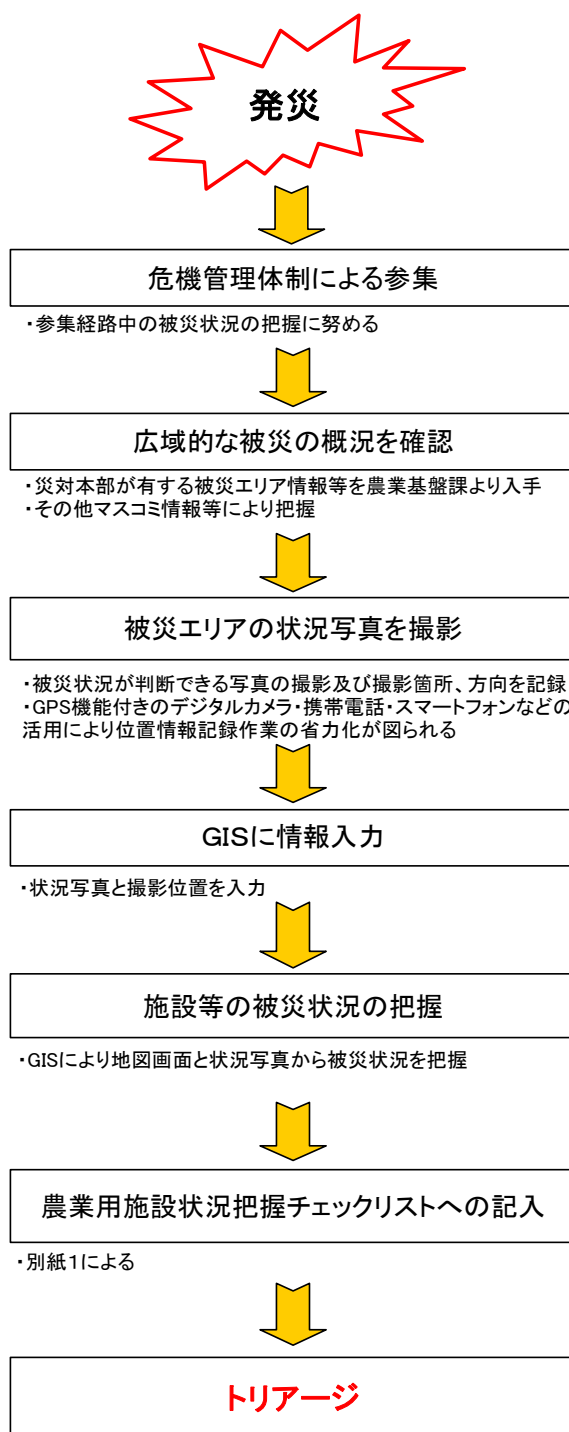 発災
危機管理体制による参集
・参集経路中の被災状況の把握に努める
広域的な被災の概況を確認
・災対本部が有する被災エリア情報等を農業基盤課より入手
・その他マスコミ情報等により把握
被災エリアの状況写真を撮影
・被災状況が判断できる写真の撮影及び撮影箇所、方向を記録
・GPS機能付きのデジタルカメラ・携帯電話・スマートフォンなどの
活用により位置情報記録作業の省力化が図られる
GISに情報入力
・状況写真と撮影位置を入力
施設等の被災状況の把握
・GISにより地図画面と状況写真から被災状況を把握
農業用施設状況把握チェックリストへの記入
・別紙1による
トリアージ